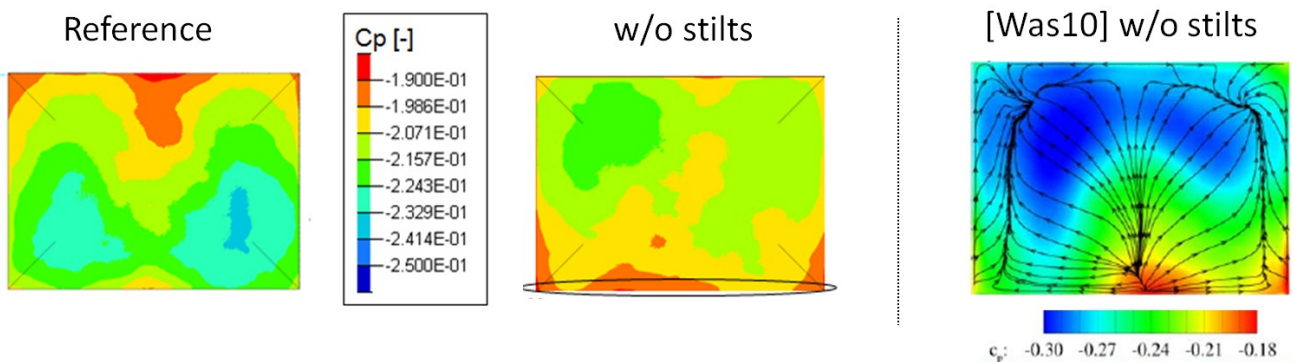 Reference
Cp [-]
-1.900E-01
-1.986E-01
-2.071E-01
-2.157E-01
-2.243E-01
-2.329E-01
-2.414E-01
-2.500E-01
w/o stilts
[Was10] w/o stilts
cp: -0.30 -0.27 -0.24 -0.21 -0.18